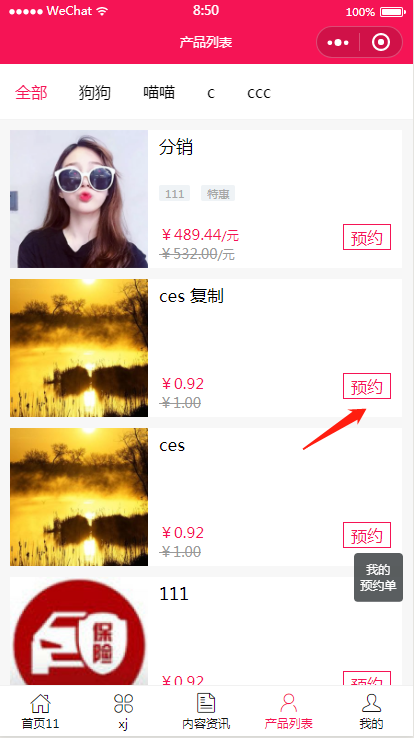 ●●●●● WeChat 8:50 100%
产品列表
全部 狗狗 喵喵 c ccc
分销
111 特惠
￥489.44/元
￥532.00/元
预约
ces 复制
￥0.92
￥1.00
预约
ces
￥0.92
￥1.00
预约
我的
预约单
111
保险
￥0.92
预约
首页11 xj 内容资讯 产品列表 我的